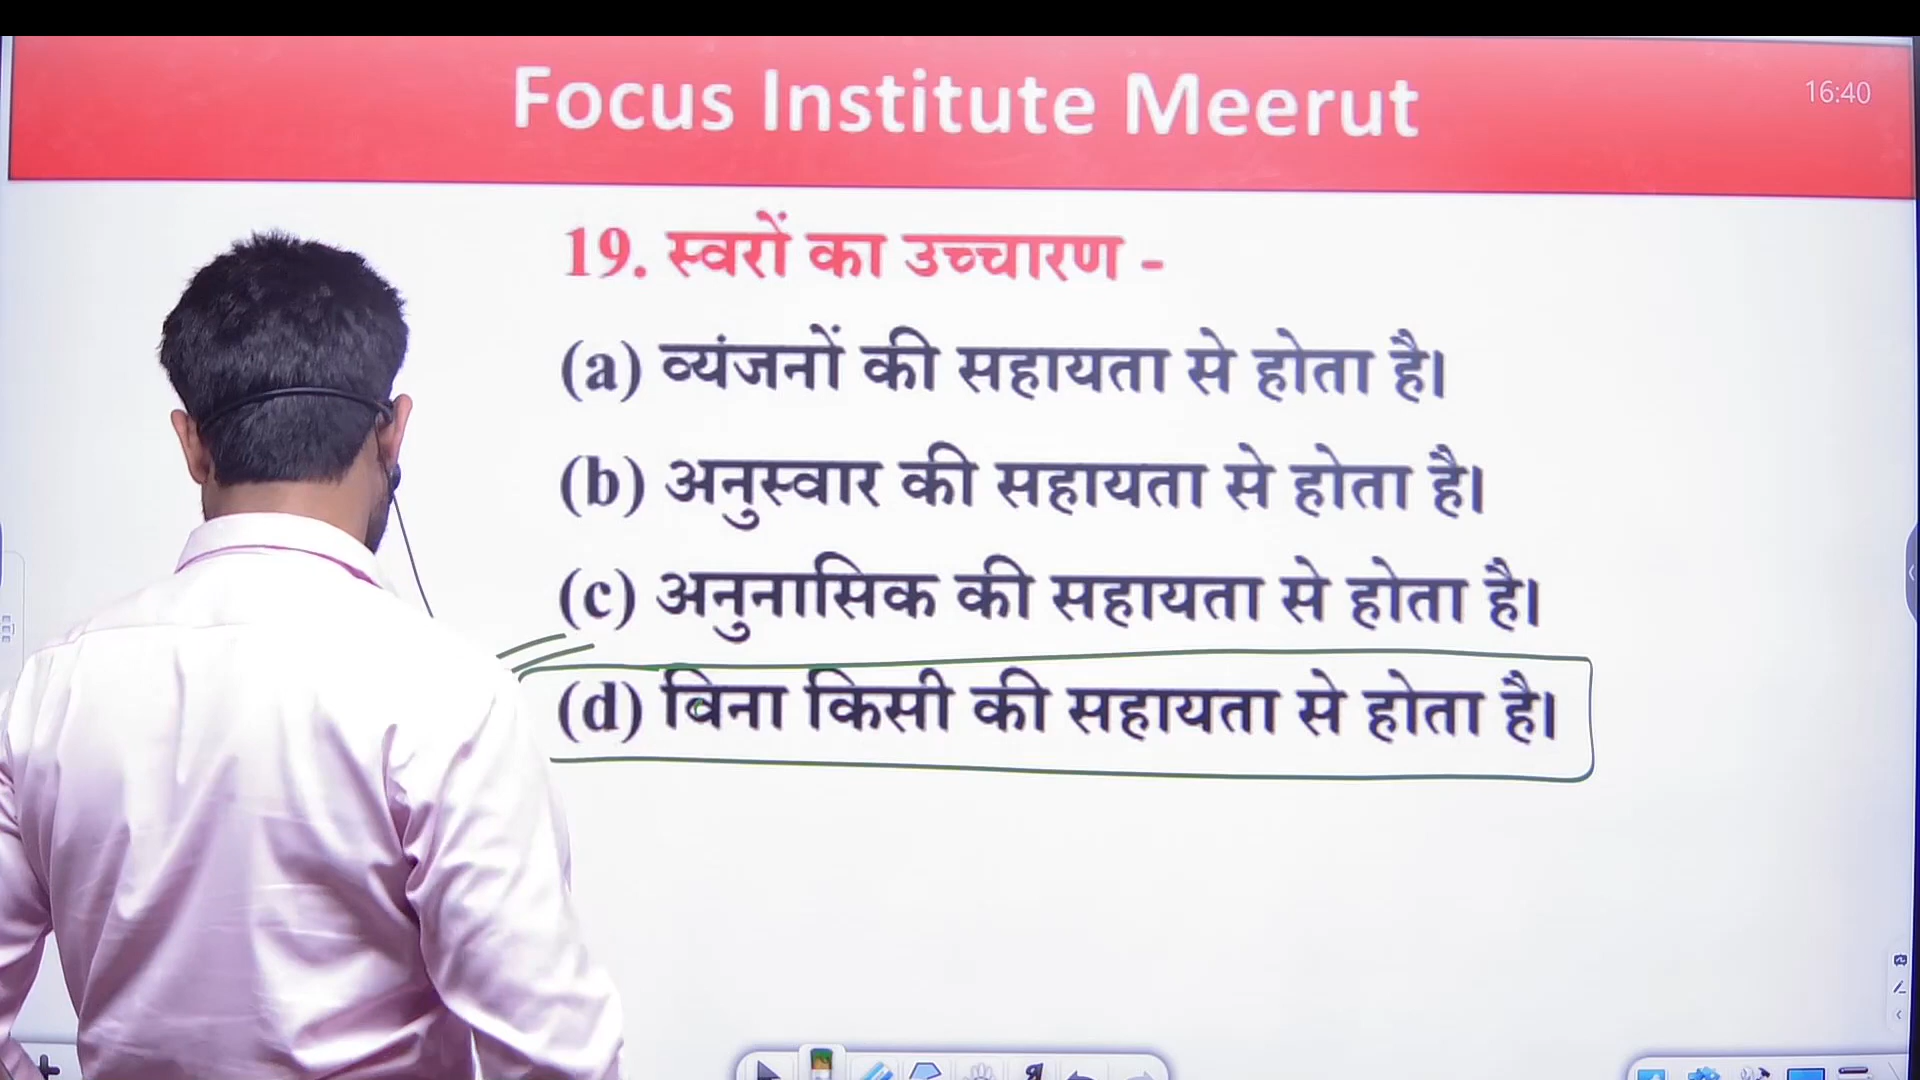 Focus Institute Meerut
16:40
19. स्वरों का उच्चारण -
(a) व्यंजनों की सहायता से होता है।
(b) अनुस्वार की सहायता से होता है।
(c) अनुनासिक की सहायता से होता है।
(d) बिना किसी की सहायता से होता है।